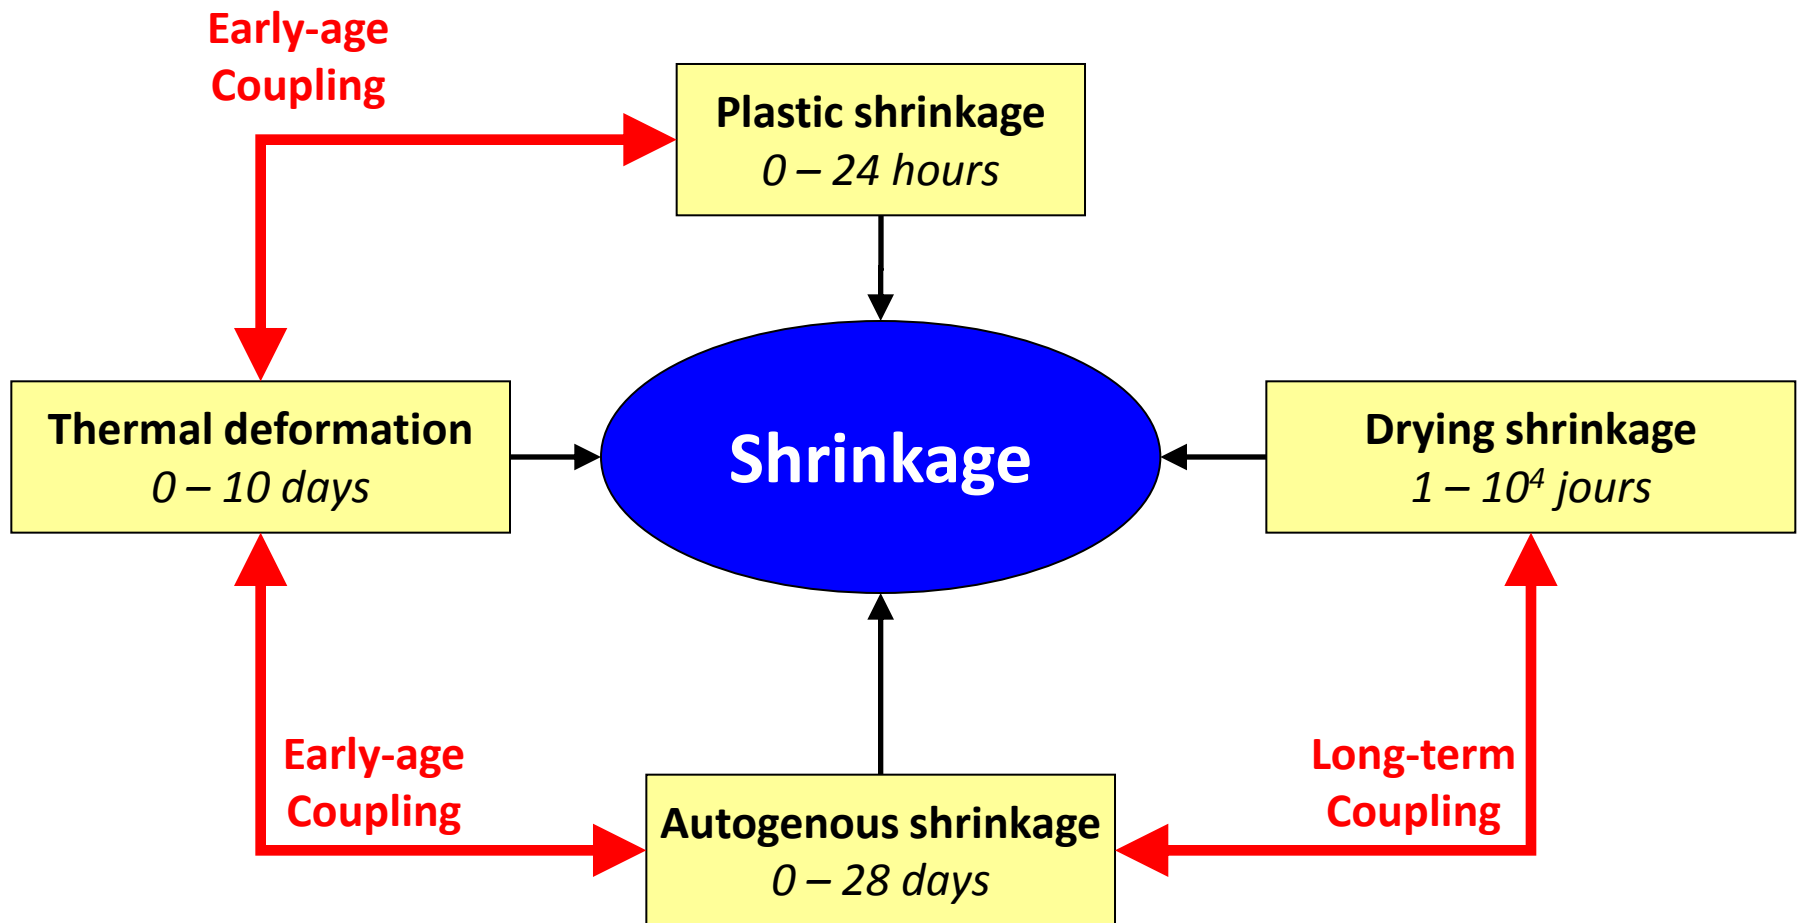 Early-age
Coupling
Plastic shrinkage
0 – 24 hours
Thermal deformation
0 – 10 days
Shrinkage
Drying shrinkage
1 – 10⁴ jours
Early-age
Coupling
Long-term
Coupling
Autogenous shrinkage
0 – 28 days